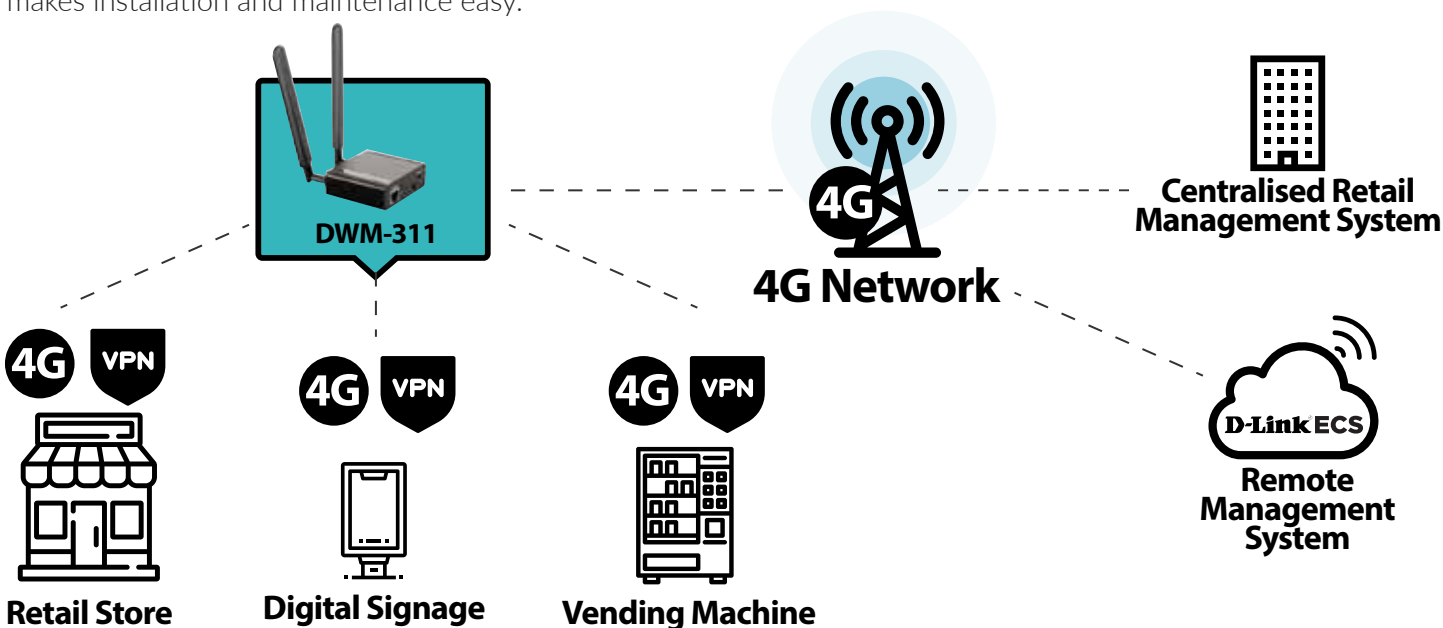 makes installation and maintenance easy.
DWM-311
4G
4G Network
Centralised Retail
Management System
4G
VPN
4G
VPN
4G
VPN
D-Link ECS
Remote
Management
System
Retail Store
Digital Signage
Vending Machine